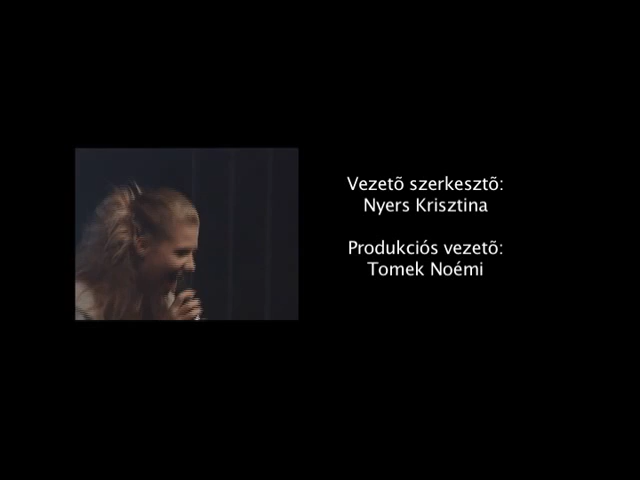 Vezetõ szerkesztõ:
Nyers Krisztina
Produkciós vezetõ:
Tomek Noémi